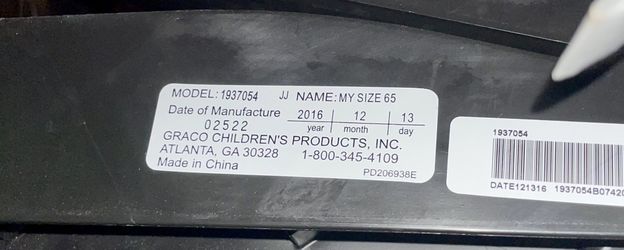 MODEL: 1937054 JJ NAME: MY SIZE 65
Date of Manufacture 2016 12 13
02522 year month day
GRACO CHILDREN'S PRODUCTS, INC.
ATLANTA, GA 30328 1-800-345-4109
Made in China PD206938E
1937054
DATE121316 1937054B07420